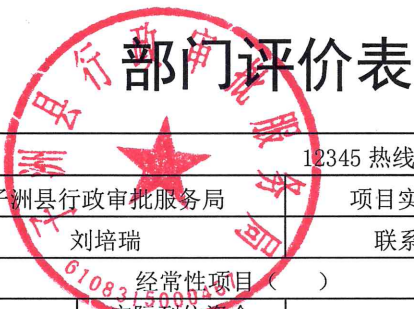 部门评价表
12345 热线
子洲县行政审批服务局 项目实
刘培瑞 联系
经常性项目（ ）
子洲县行政审批服务局